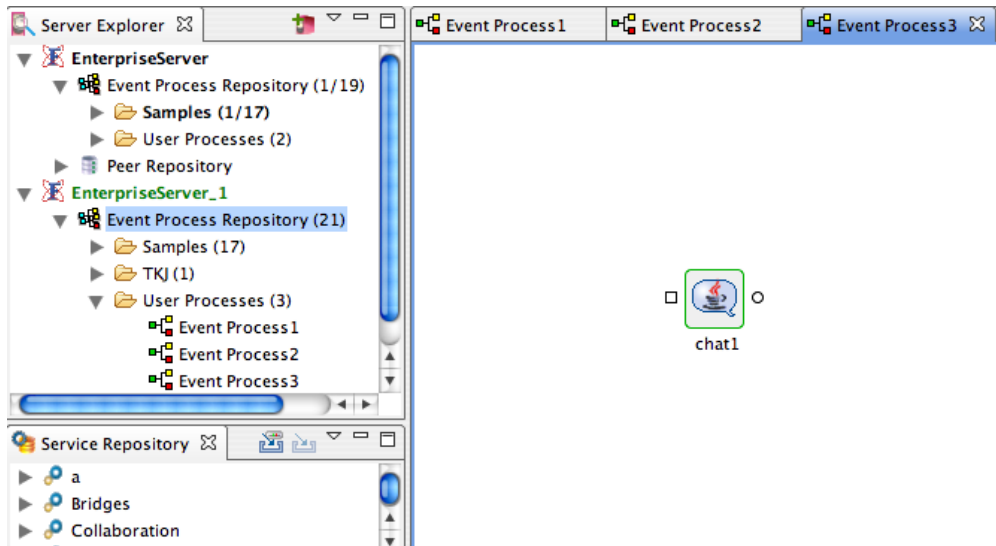 Server Explorer
EnterpriseServer
Event Process Repository (1/19)
Samples (1/17)
User Processes (2)
Peer Repository
EnterpriseServer_1
Event Process Repository (21)
Samples (17)
TKJ (1)
User Processes (3)
Event Process1
Event Process2
Event Process3
Service Repository
a
Bridges
Collaboration
Event Process1
Event Process2
Event Process3
chat1